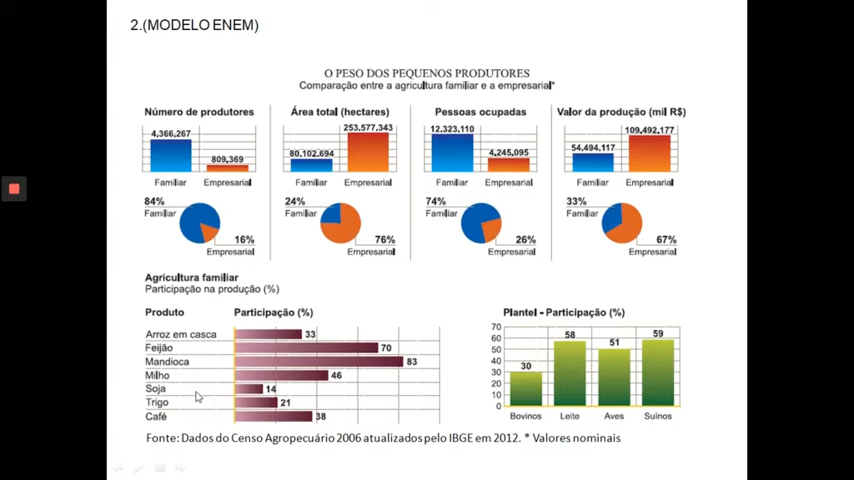 2.(MODELO ENEM)
O PESO DOS PEQUENOS PRODUTORES
Comparação entre a agricultura familiar e a empresarial*
Número de produtores
4,366,267
809,369
Familiar Empresarial
84%
Familiar
16%
Empresarial
Área total (hectares)
253,577,343
80,102,694
Familiar Empresarial
24%
Familiar
76%
Empresarial
Pessoas ocupadas
12,323,110
4,245,095
Familiar Empresarial
74%
Familiar
26%
Empresarial
Valor da produção (mil R$)
109,492,177
54,494,117
Familiar Empresarial
33%
Familiar
67%
Empresarial
Agricultura familiar
Participação na produção (%)
Produto Participação (%)
Arroz em casca 33
Feijão 70
Mandioca 83
Milho 46
Soja 14
Trigo 21
Café 38
Plantel - Participação (%)
70
60
50
40
30
20
10
0
30 58 51 59
Bovinos Leite Aves Suínos
Fonte: Dados do Censo Agropecuário 2006 atualizados pelo IBGE em 2012. * Valores nominais